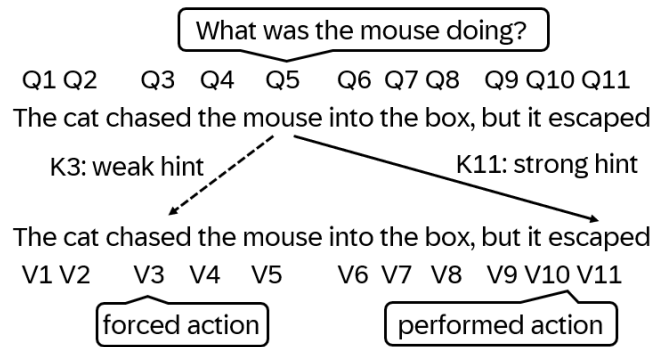 What was the mouse doing?
Q1 Q2 Q3 Q4 Q5 Q6 Q7 Q8 Q9 Q10 Q11
The cat chased the mouse into the box, but it escaped
K3: weak hint K11: strong hint
The cat chased the mouse into the box, but it escaped
V1 V2 V3 V4 V5 V6 V7 V8 V9 V10 V11
forced action performed action